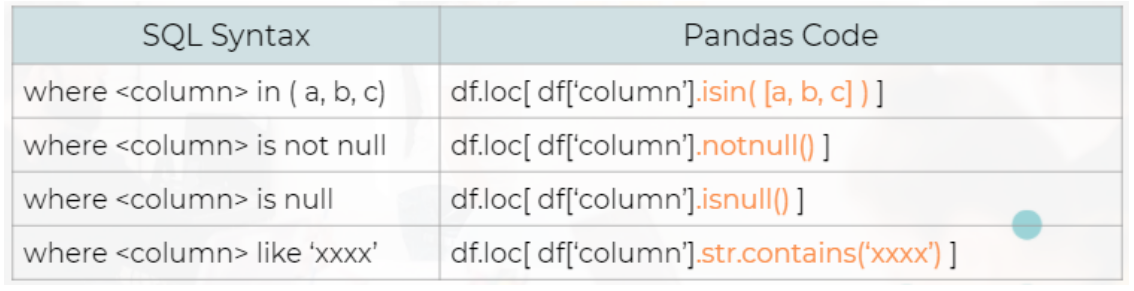 SQL Syntax Pandas Code
where <column> in ( a, b, c) df.loc[ df[‘column’].isin( [a, b, c] ) ]
where <column> is not null df.loc[ df[‘column’].notnull() ]
where <column> is null df.loc[ df[‘column’].isnull() ]
where <column> like ‘xxxx’ df.loc[ df[‘column’].str.contains(‘xxxx’) ]